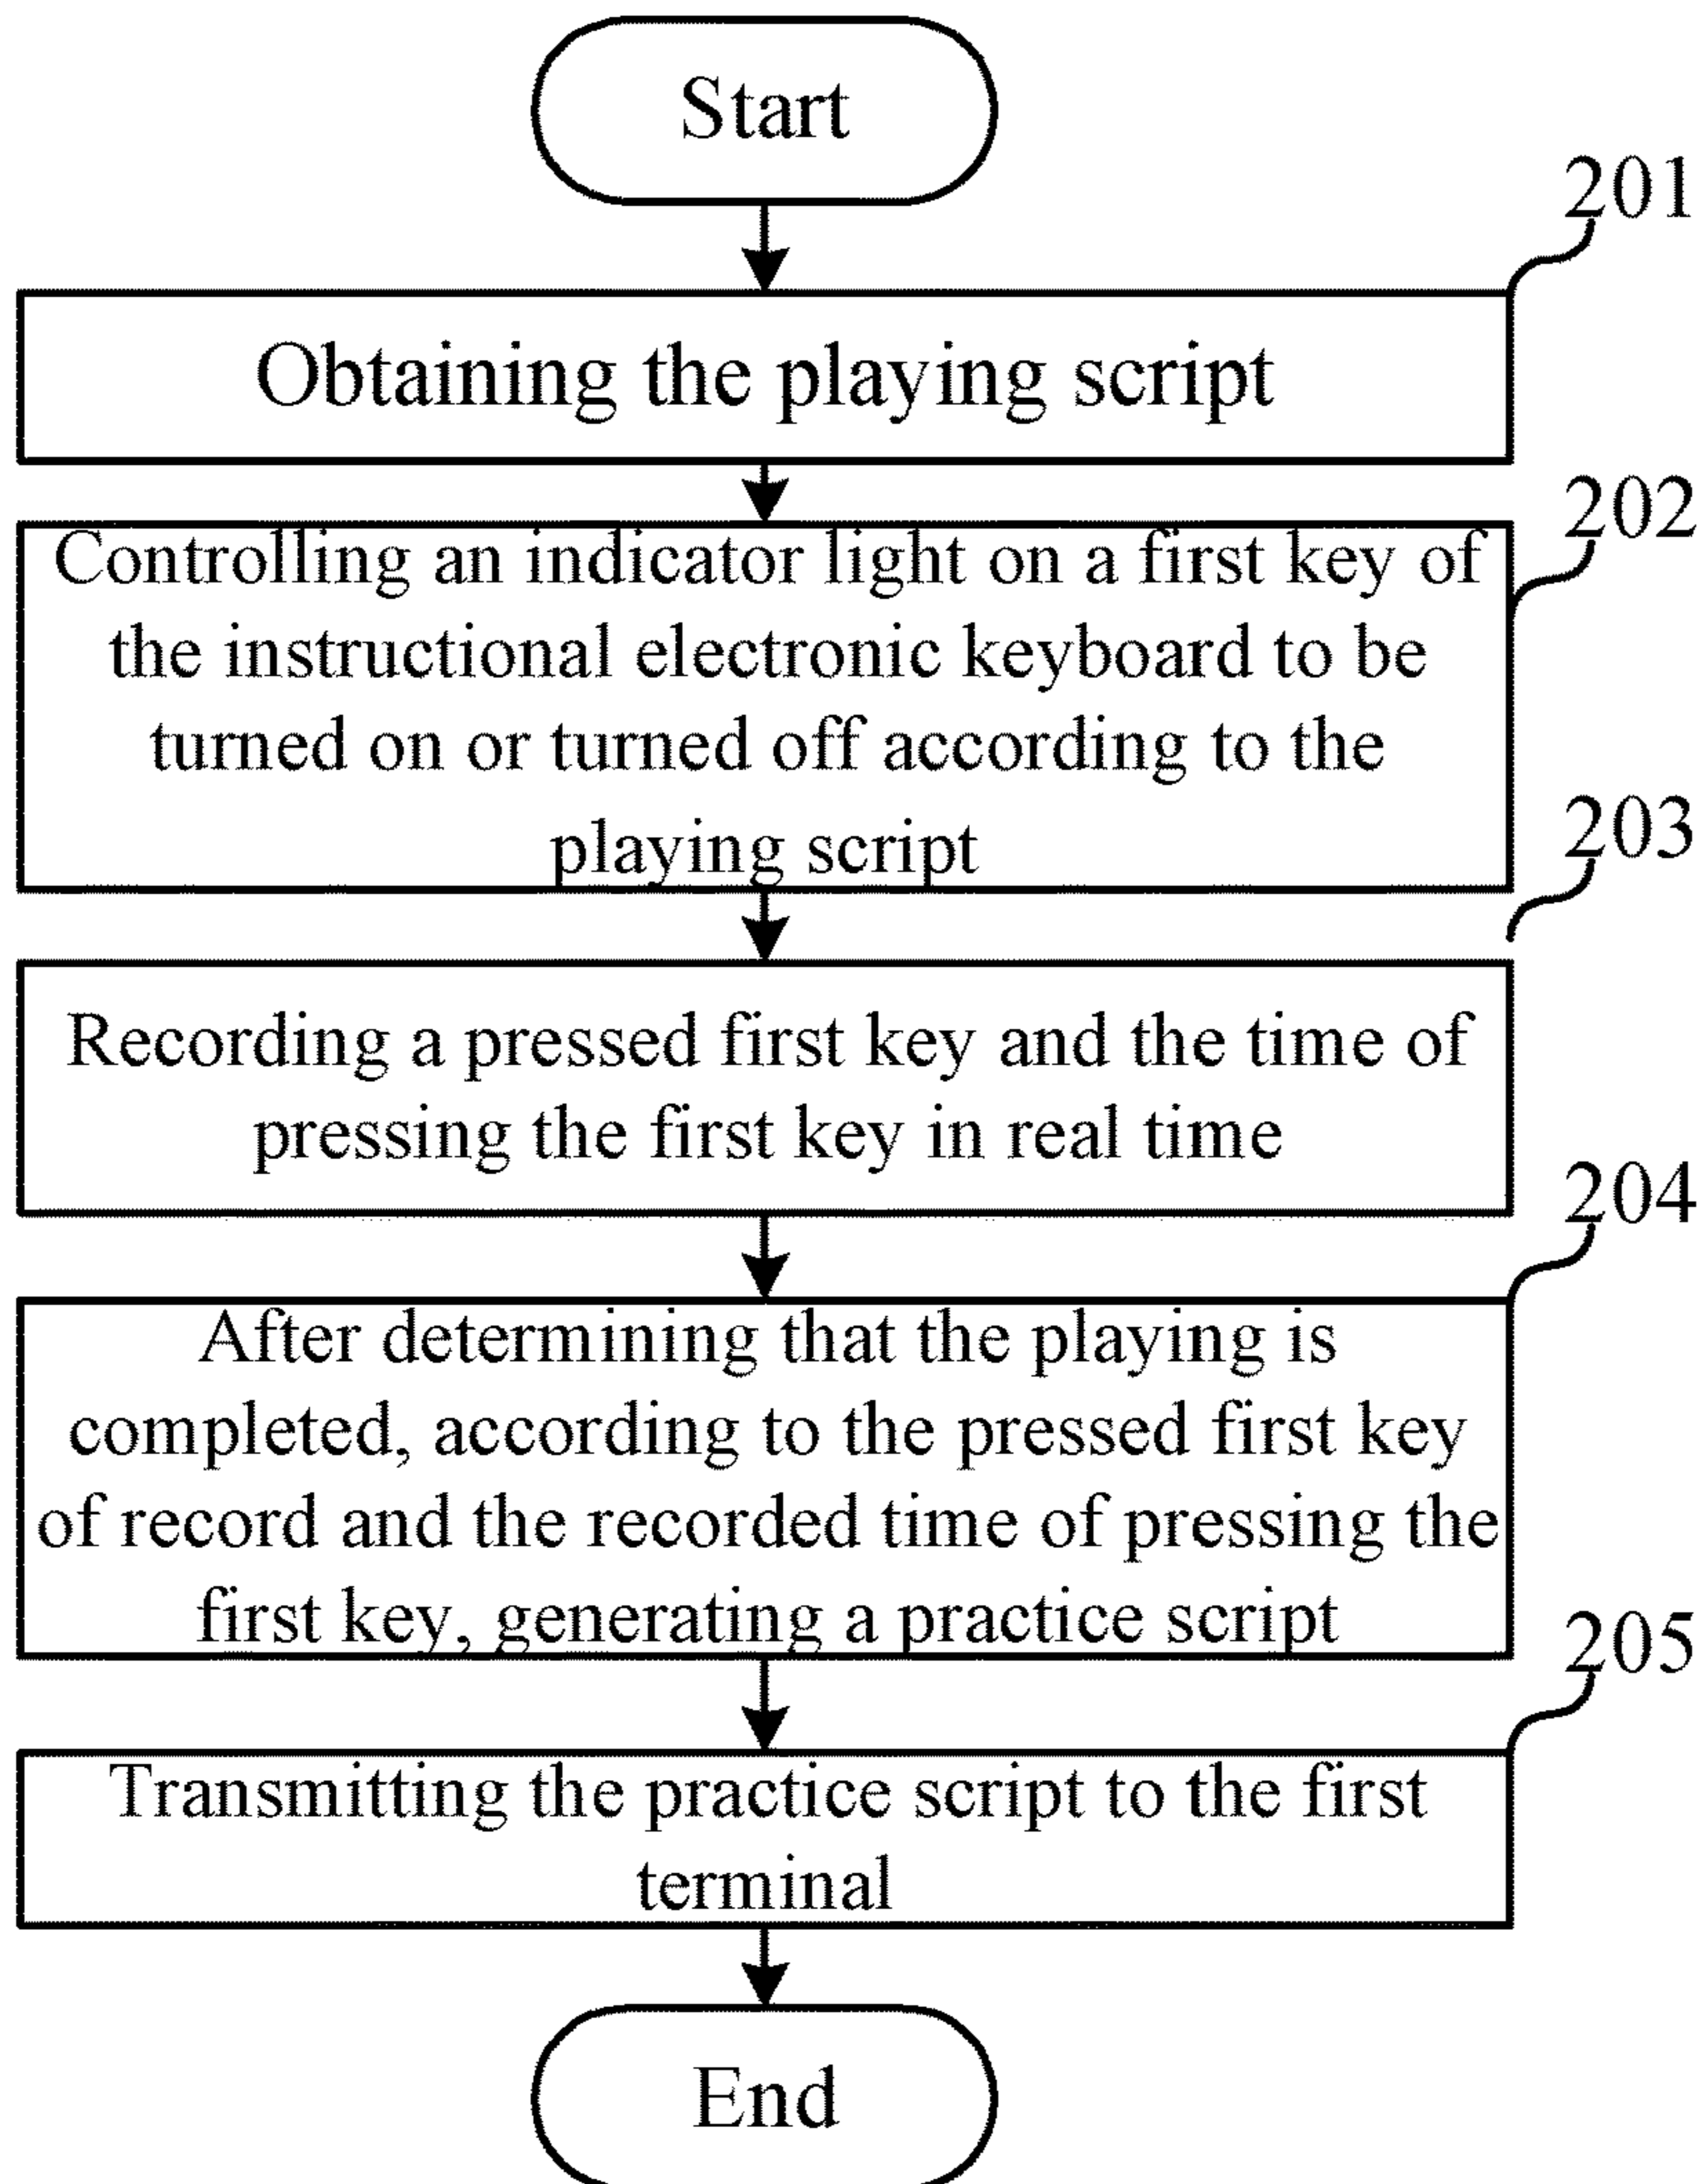 Start
201
Obtaining the playing script
202
Controlling an indicator light on a first key of
the instructional electronic keyboard to be
turned on or turned off according to the
playing script
203
Recording a pressed first key and the time of
pressing the first key in real time
204
After determining that the playing is
completed, according to the pressed first key
of record and the recorded time of pressing the
first key, generating a practice script
205
Transmitting the practice script to the first
terminal
End